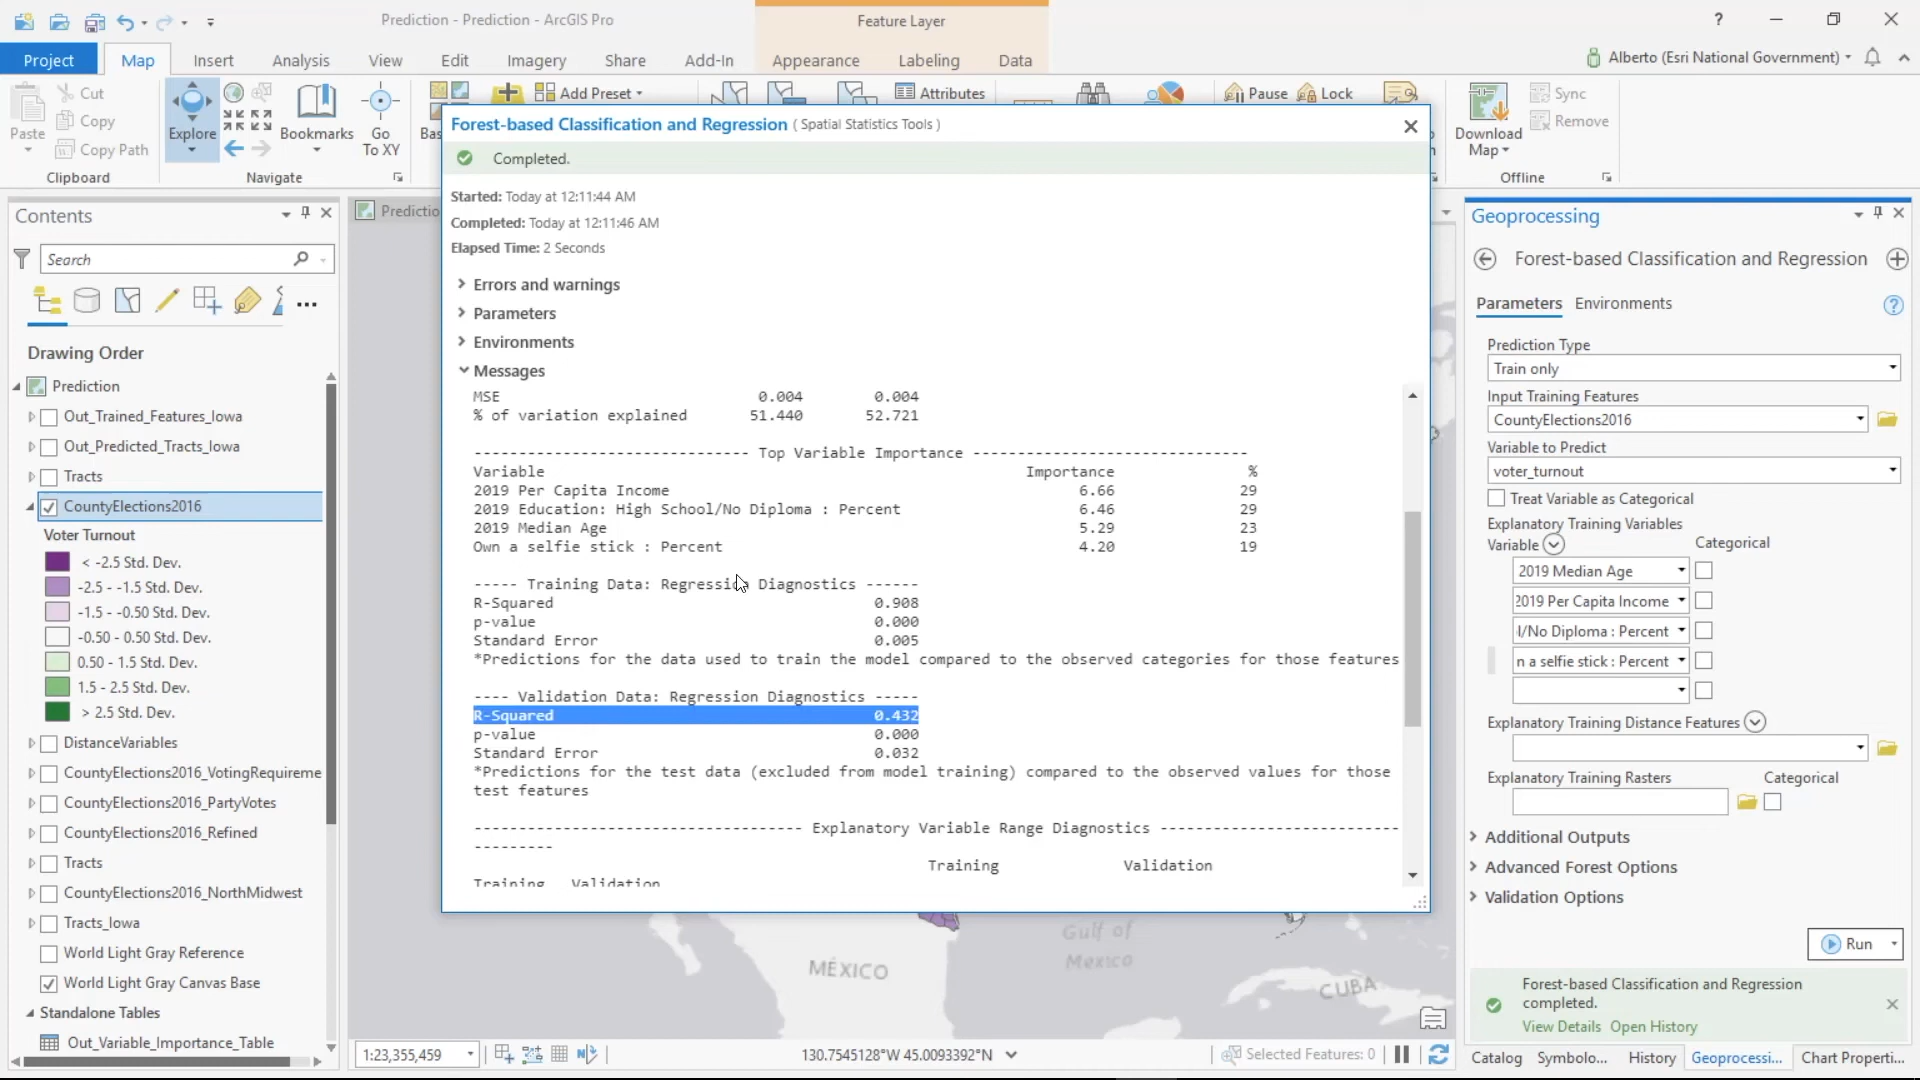 Prediction - Prediction - ArcGIS Pro
Feature Layer
?
Project
Map
Insert
Analysis
View
Edit
Imagery
Share
Add-In
Appearance
Labeling
Data
Alberto (Esri National Government)
Paste
Cut
Copy
Copy Path
Clipboard
Explore
Bookmarks
Go
To XY
Navigate
Add Preset
Attributes
Pause
Lock
Download
Map
Sync
Remove
Offline
Contents
Search
Drawing Order
Prediction
Out_Trained_Features_Iowa
Out_Predicted_Tracts_Iowa
Tracts
CountyElections2016
Voter Turnout
< -2.5 Std. Dev.
-2.5 - -1.5 Std. Dev.
-1.5 - -0.50 Std. Dev.
-0.50 - 0.50 Std. Dev.
0.50 - 1.5 Std. Dev.
1.5 - 2.5 Std. Dev.
> 2.5 Std. Dev.
DistanceVariables
CountyElections2016_VotingRequireme
CountyElections2016_PartyVotes
CountyElections2016_Refined
Tracts
CountyElections2016_NorthMidwest
Tracts_Iowa
World Light Gray Reference
World Light Gray Canvas Base
Standalone Tables
Out_Variable_Importance_Table
Forest-based Classification and Regression ( Spatial Statistics Tools )
Completed.
Started: Today at 12:11:44 AM
Completed: Today at 12:11:46 AM
Elapsed Time: 2 Seconds
Errors and warnings
Parameters
Environments
Messages
MSE 0.004 0.004
% of variation explained 51.440 52.721
------------------------------- Top Variable Importance -------------------------------
Variable Importance %
2019 Per Capita Income 6.66 29
2019 Education: High School/No Diploma : Percent 6.46 29
2019 Median Age 5.29 23
Own a selfie stick : Percent 4.20 19
----- Training Data: Regression Diagnostics ------
R-Squared 0.908
p-value 0.000
Standard Error 0.005
*Predictions for the data used to train the model compared to the observed categories for those features
---- Validation Data: Regression Diagnostics -----
R-Squared 0.432
p-value 0.000
Standard Error 0.032
*Predictions for the test data (excluded from model training) compared to the observed values for those
test features
------------------------------------- Explanatory Variable Range Diagnostics ---------------------------
---------
Training Validation
Training Validation
Gulf of
Mexico
MÉXICO
CUBA
1:23,355,459
130.7545128°W 45.0093392°N
Selected Features: 0
Geoprocessing
Forest-based Classification and Regression
Parameters
Environments
Prediction Type
Train only
Input Training Features
CountyElections2016
Variable to Predict
voter_turnout
Treat Variable as Categorical
Explanatory Training Variables
Variable Categorical
2019 Median Age
2019 Per Capita Income
l/No Diploma : Percent
n a selfie stick : Percent
Explanatory Training Distance Features
Explanatory Training Rasters Categorical
Additional Outputs
Advanced Forest Options
Validation Options
Run
Forest-based Classification and Regression
completed.
View Details Open History
Catalog
Symbolo...
History
Geoprocessi...
Chart Properti...